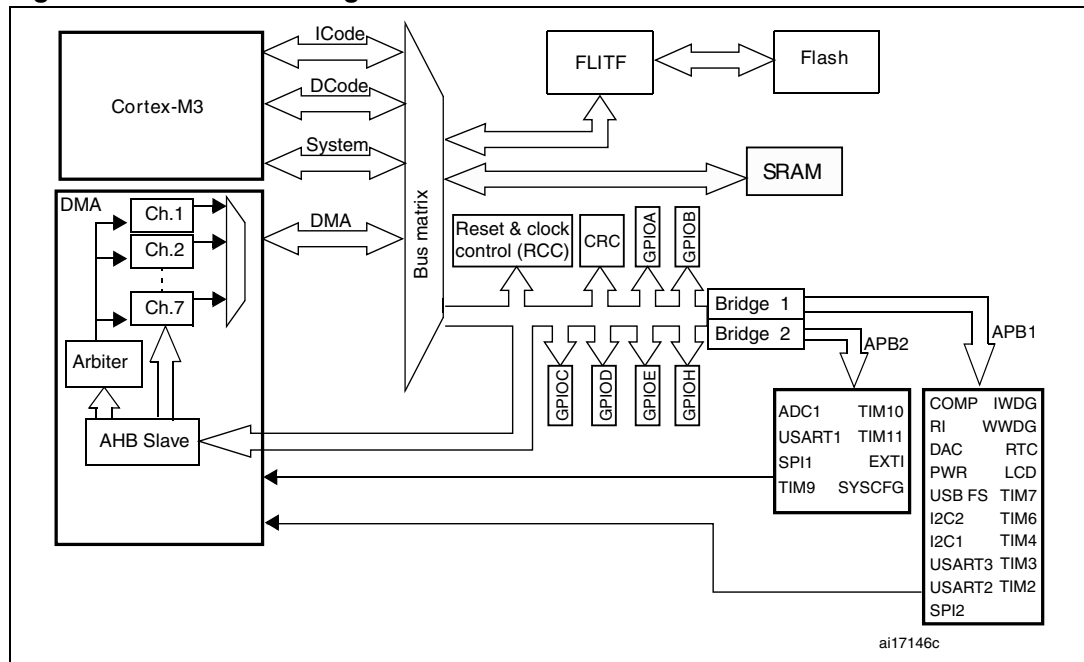 ICode
DCode
System
DMA
Cortex-M3
FLITF
Flash
SRAM
DMA
Ch.1
Ch.2
Ch.7
Arbiter
AHB Slave
Bus matrix
Reset & clock
control (RCC)
CRC
GPIOA
GPIOB
Bridge 1
Bridge 2
APB2
APB1
GPIOC
GPIOD
GPIOE
GPIOH
ADC1 TIM10
USART1 TIM11
SPI1 EXTI
TIM9 SYSCFG
COMP IWDG
RI WWDG
DAC RTC
PWR LCD
USB FS TIM7
I2C2 TIM6
I2C1 TIM4
USART3 TIM3
USART2 TIM2
SPI2
ai17146c